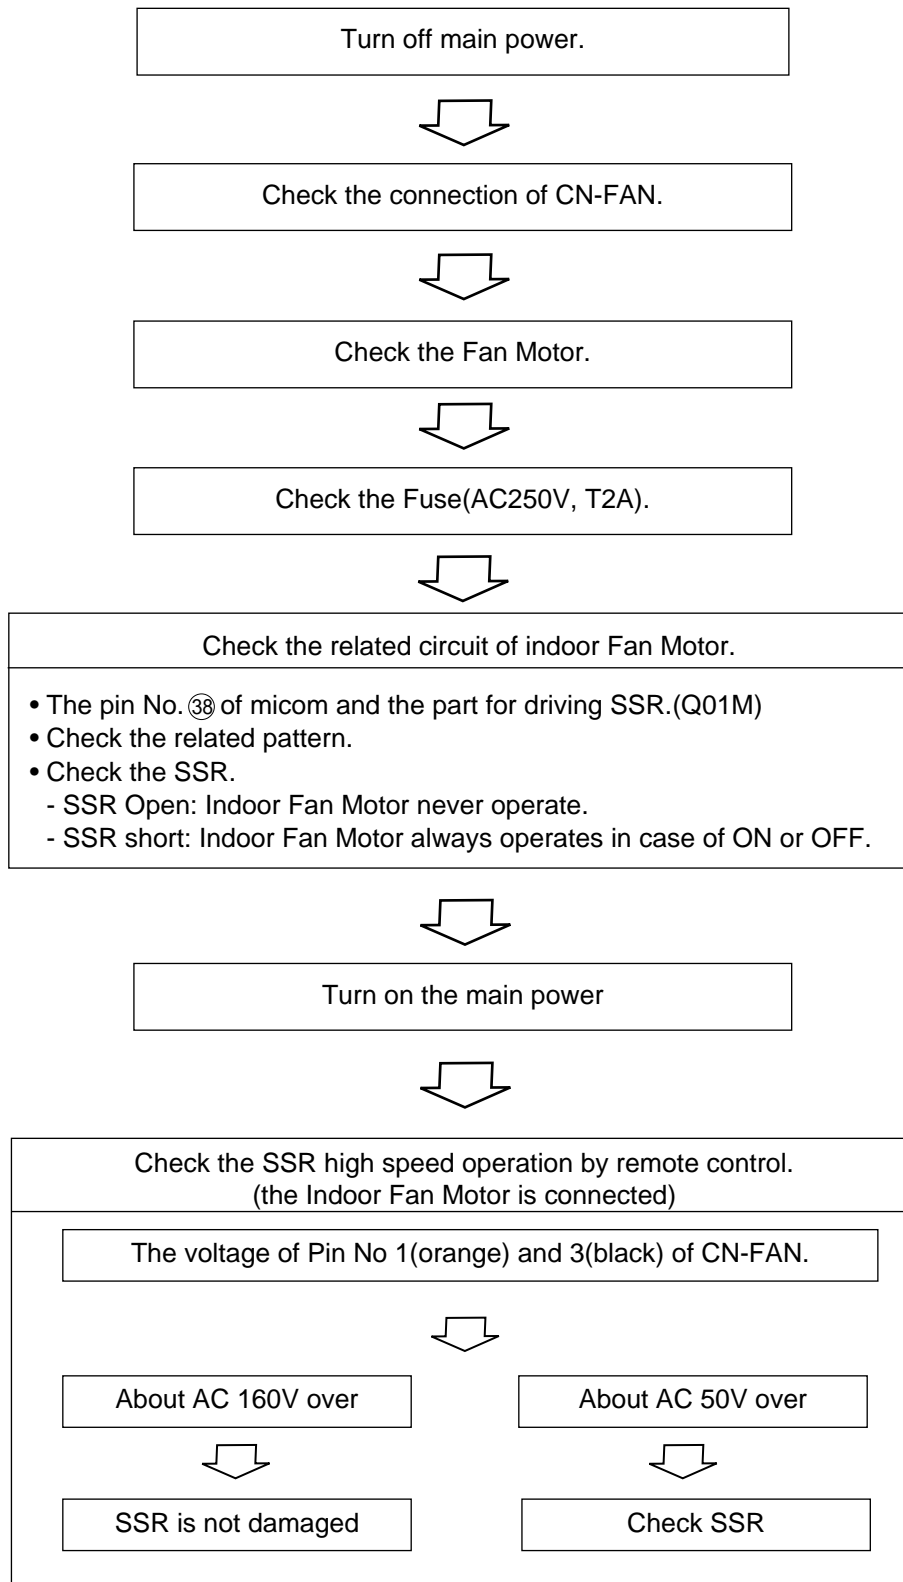 Turn off main power.
Check the connection of CN-FAN.
Check the Fan Motor.
Check the Fuse(AC250V, T2A).
Check the related circuit of indoor Fan Motor.
• The pin No. ㊳ of micom and the part for driving SSR.(Q01M)
• Check the related pattern.
• Check the SSR.
- SSR Open: Indoor Fan Motor never operate.
- SSR short: Indoor Fan Motor always operates in case of ON or OFF.
Turn on the main power
Check the SSR high speed operation by remote control.
(the Indoor Fan Motor is connected)
The voltage of Pin No 1(orange) and 3(black) of CN-FAN.
About AC 160V over
About AC 50V over
SSR is not damaged
Check SSR